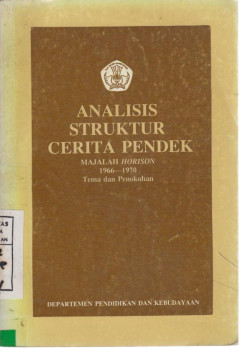 ANALISIS
STRUKTUR
CERITA PENDEK
MAJALAH HORISON
1966—1970
Tema dan Penokohan
DEPARTEMEN PENDIDIKAN DAN KEBUDAYAAN